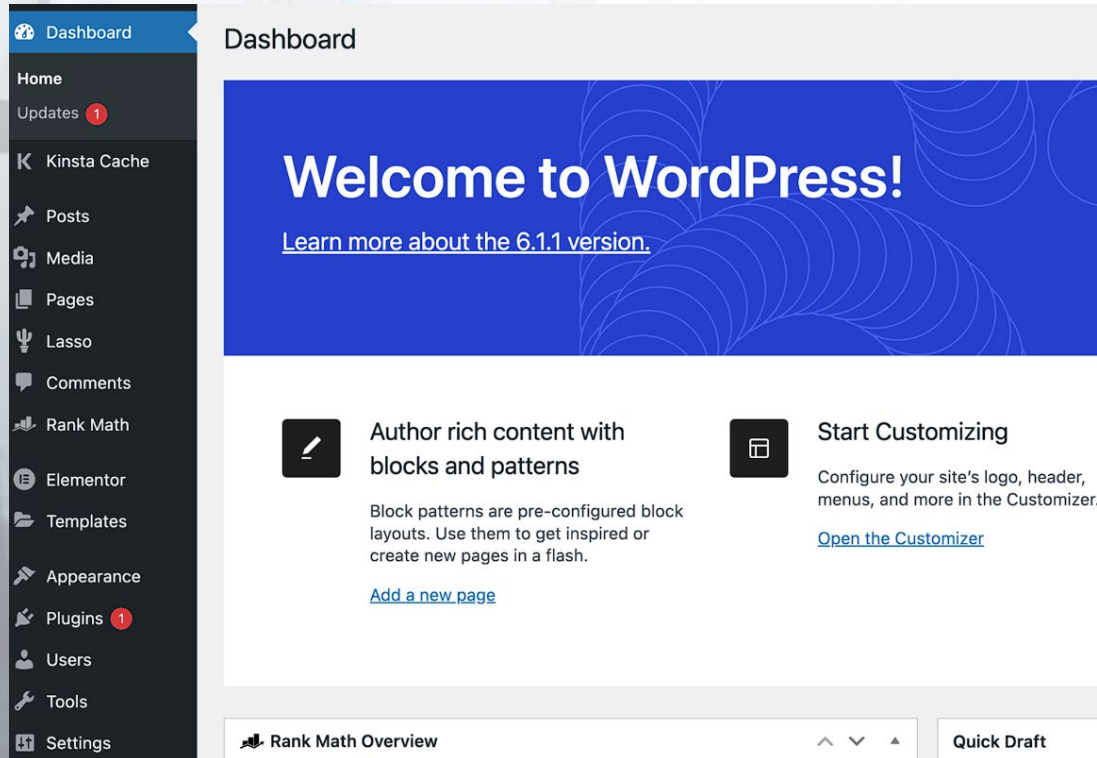 Dashboard
Home
Updates 1
Kinsta Cache
Posts
Media
Pages
Lasso
Comments
Rank Math
Elementor
Templates
Appearance
Plugins 1
Users
Tools
Settings
Dashboard
Welcome to WordPress!
Learn more about the 6.1.1 version.
Author rich content with
blocks and patterns
Block patterns are pre-configured block
layouts. Use them to get inspired or
create new pages in a flash.
Add a new page
Start Customizing
Configure your site's logo, header,
menus, and more in the Customizer.
Open the Customizer
Rank Math Overview
Quick Draft